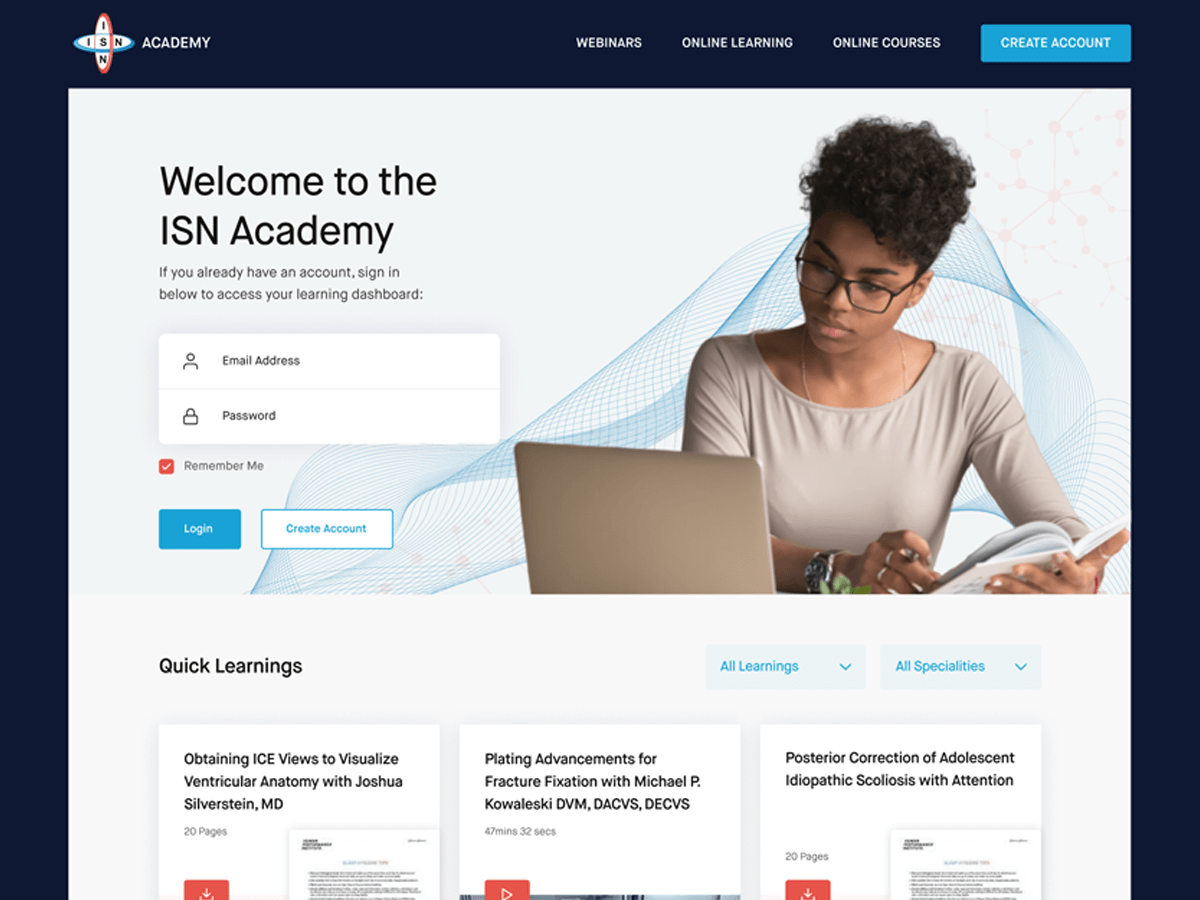 I
I S N
N
ACADEMY
WEBINARS
ONLINE LEARNING
ONLINE COURSES
CREATE ACCOUNT
Welcome to the
ISN Academy
If you already have an account, sign in
below to access your learning dashboard:
Email Address
Password
Remember Me
Login
Create Account
Quick Learnings
All Learnings
All Specialities
Obtaining ICE Views to Visualize
Ventricular Anatomy with Joshua
Silverstein, MD
20 Pages
Plating Advancements for
Fracture Fixation with Michael P.
Kowaleski DVM, DACVS, DECVS
47mins 32 secs
Posterior Correction of Adolescent
Idiopathic Scoliosis with Attention
20 Pages